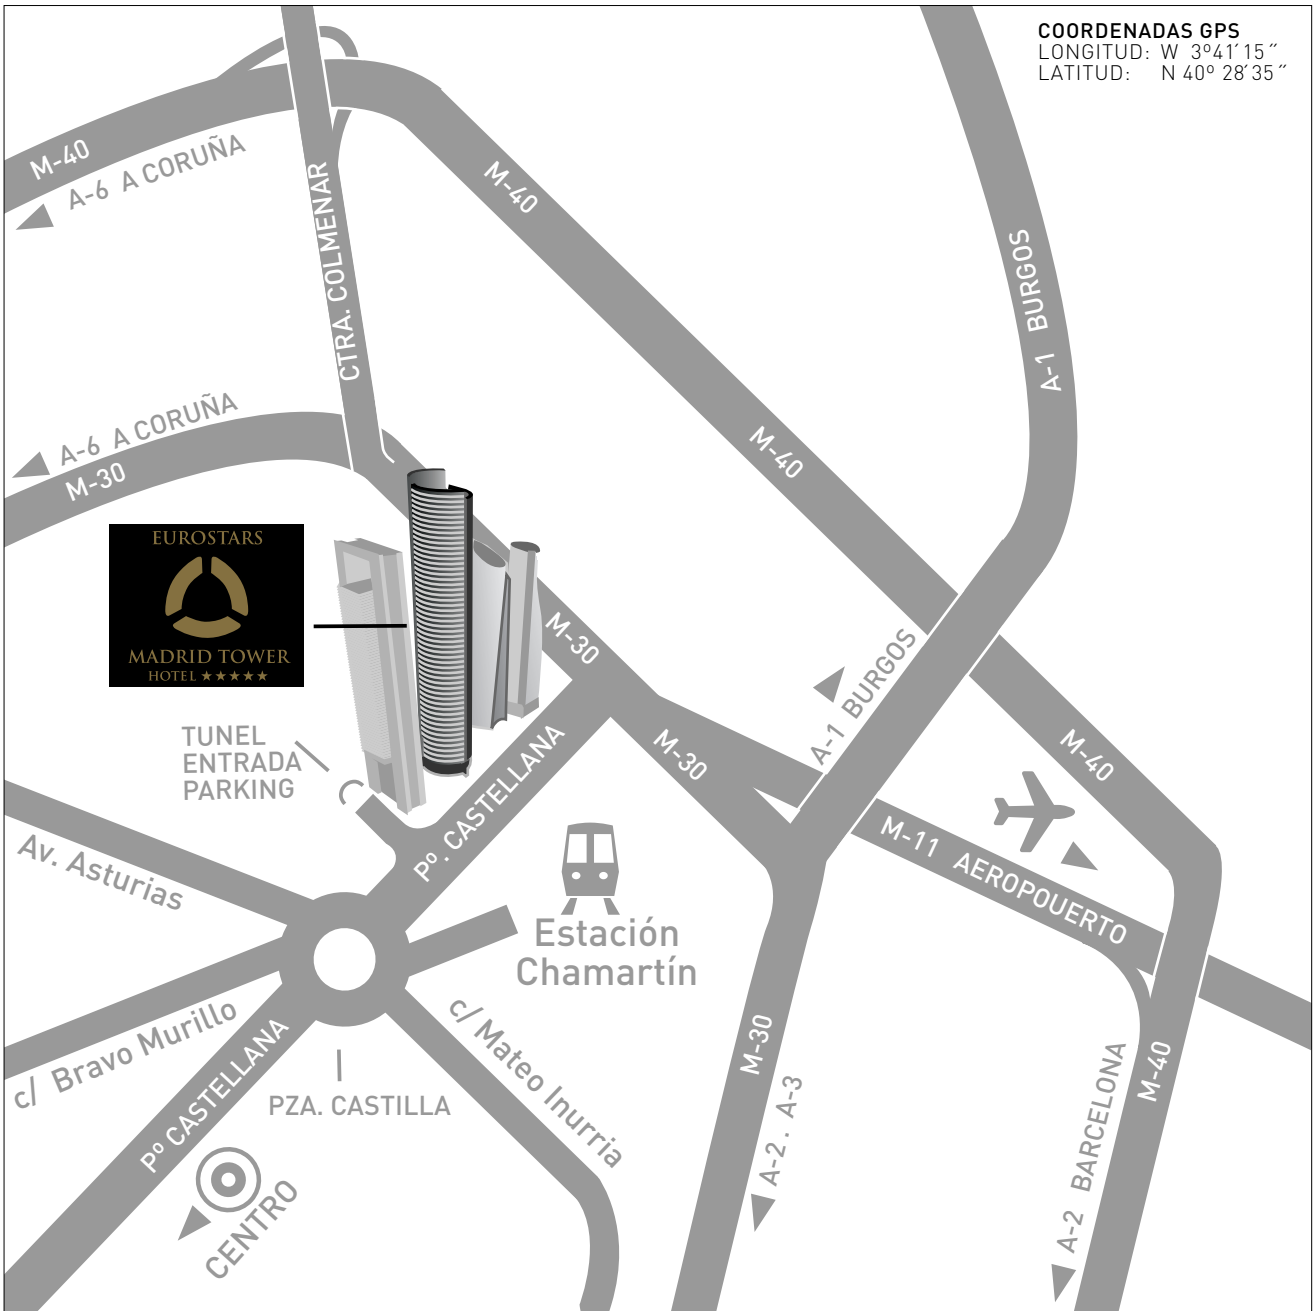 COORDENADAS GPS
LONGITUD: W 3º41´15˝
LATITUD: N 40º 28´35˝
M-40
A-6 A CORUÑA
M-40
CTRA. COLMENAR
A-1 BURGOS
A-6 A CORUÑA
M-30
M-40
EUROSTARS
MADRID TOWER
HOTEL ★★★★★
M-30
A-1 BURGOS
TUNEL
ENTRADA
PARKING
Pº. CASTELLANA
M-30
M-40
M-11 AEROPOUERTO
Av. Asturias
Estación
Chamartín
c/ Bravo Murillo
Pº CASTELLANA
PZA. CASTILLA
c/ Mateo Inurria
M-30
A-2 . A-3
M-40
A-2 BARCELONA
CENTRO